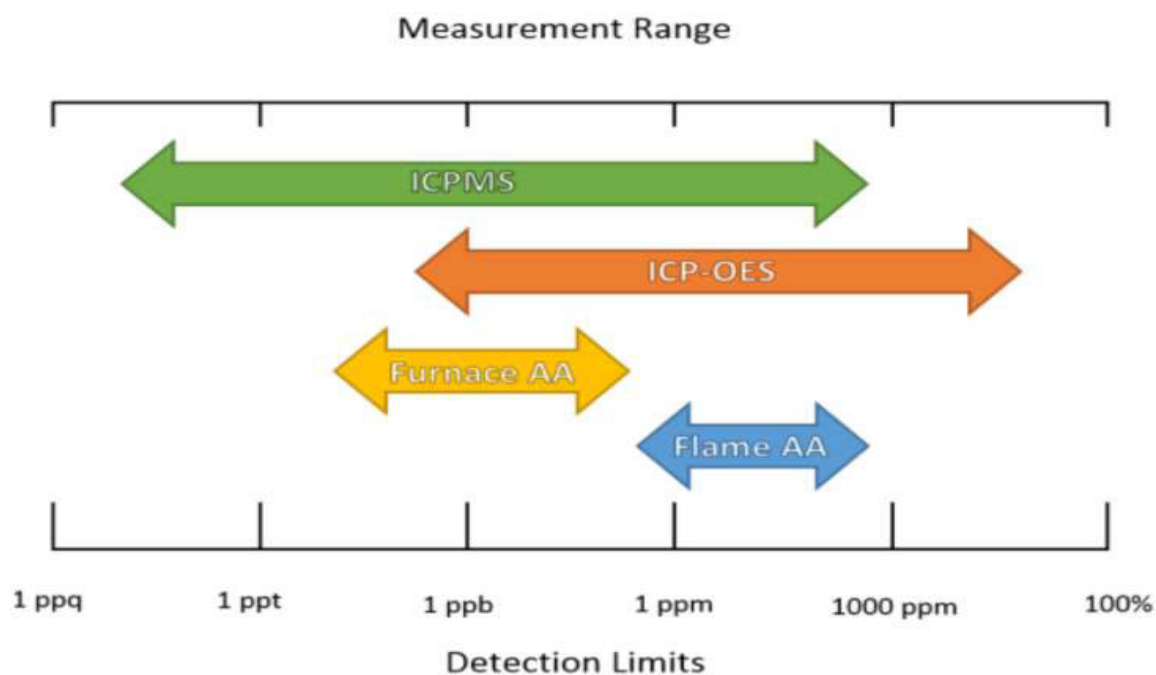 Measurement Range
ICPMS
ICP-OES
Furnace AA
Flame AA
1 ppq 1 ppt 1 ppb 1 ppm 1000 ppm 100%
Detection Limits